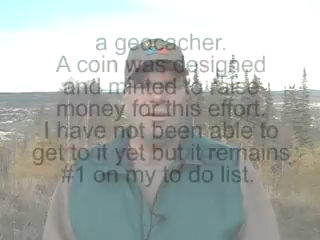 a geocacher.
A coin was designed
and minted to raise
money for this effort.
I have not been able to
get to it yet but it remains
#1 on my to do list.